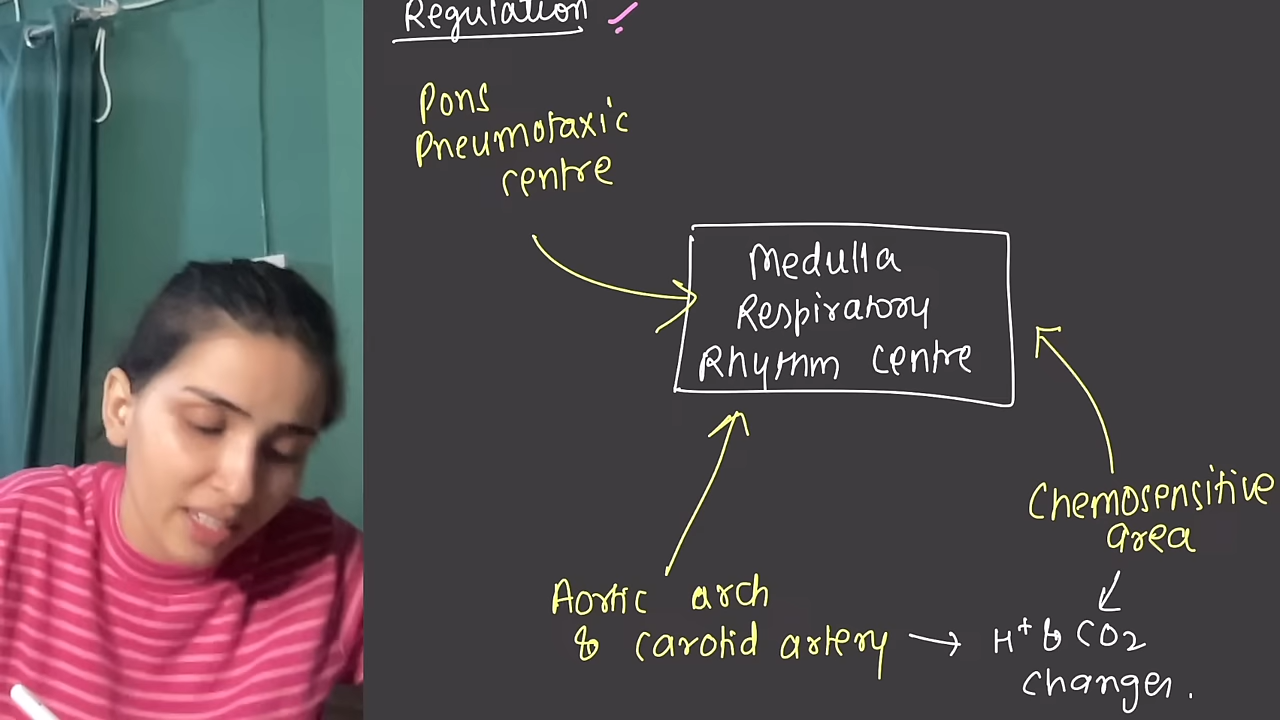 Regulation
Pons
Pneumotaxic
centre
Medulla
Respiratory
Rhythm centre
Chemosensitive
area
Aortic arch
& carotid artery → H⁺ & CO₂
changes.